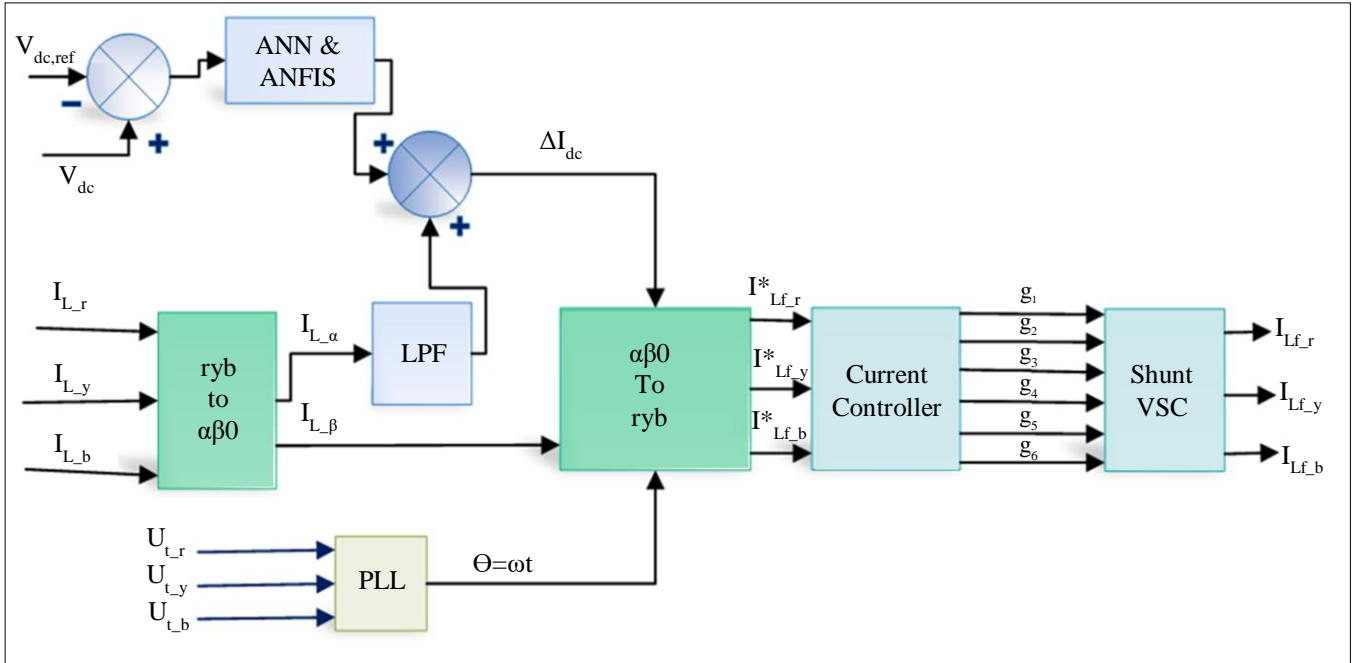 V_dc,ref
−
+
V_dc
ANN &
ANFIS
+
+
ΔI_dc
I_L_r
I_L_y
I_L_b
ryb
to
αβ0
I_L_α
I_L_β
LPF
αβ0
To
ryb
I*_Lf_r
I*_Lf_y
I*_Lf_b
Current
Controller
g₁
g₂
g₃
g₄
g₅
g₆
Shunt
VSC
I_Lf_r
I_Lf_y
I_Lf_b
U_t_r
U_t_y
U_t_b
PLL
ϴ=ωt